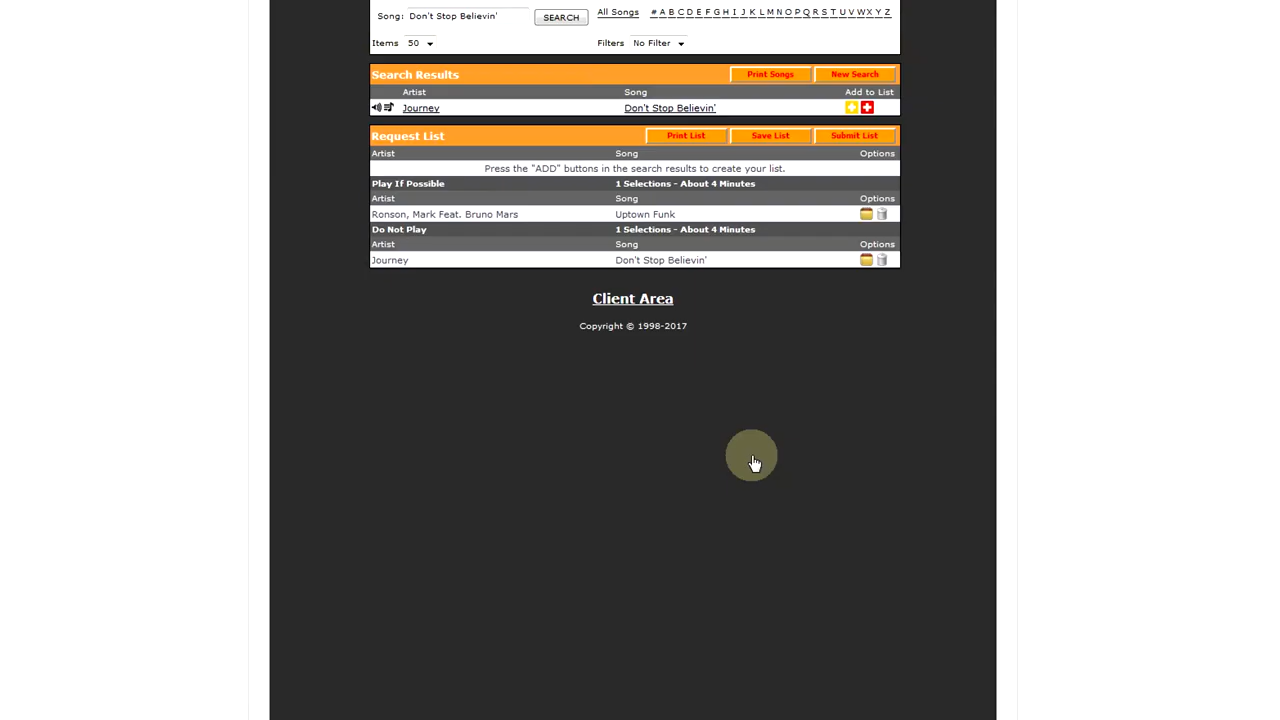 Song: Don't Stop Believin' SEARCH All Songs # A B C D E F G H I J K L M N O P Q R S T U V W X Y Z
Items 50 Filters No Filter
Search Results Print Songs New Search
Artist Song Add to List
Journey Don't Stop Believin'
Request List Print List Save List Submit List
Artist Song Options
Press the "ADD" buttons in the search results to create your list.
Play If Possible 1 Selections - About 4 Minutes
Artist Song Options
Ronson, Mark Feat. Bruno Mars Uptown Funk
Do Not Play 1 Selections - About 4 Minutes
Artist Song Options
Journey Don't Stop Believin'
Client Area
Copyright © 1998-2017